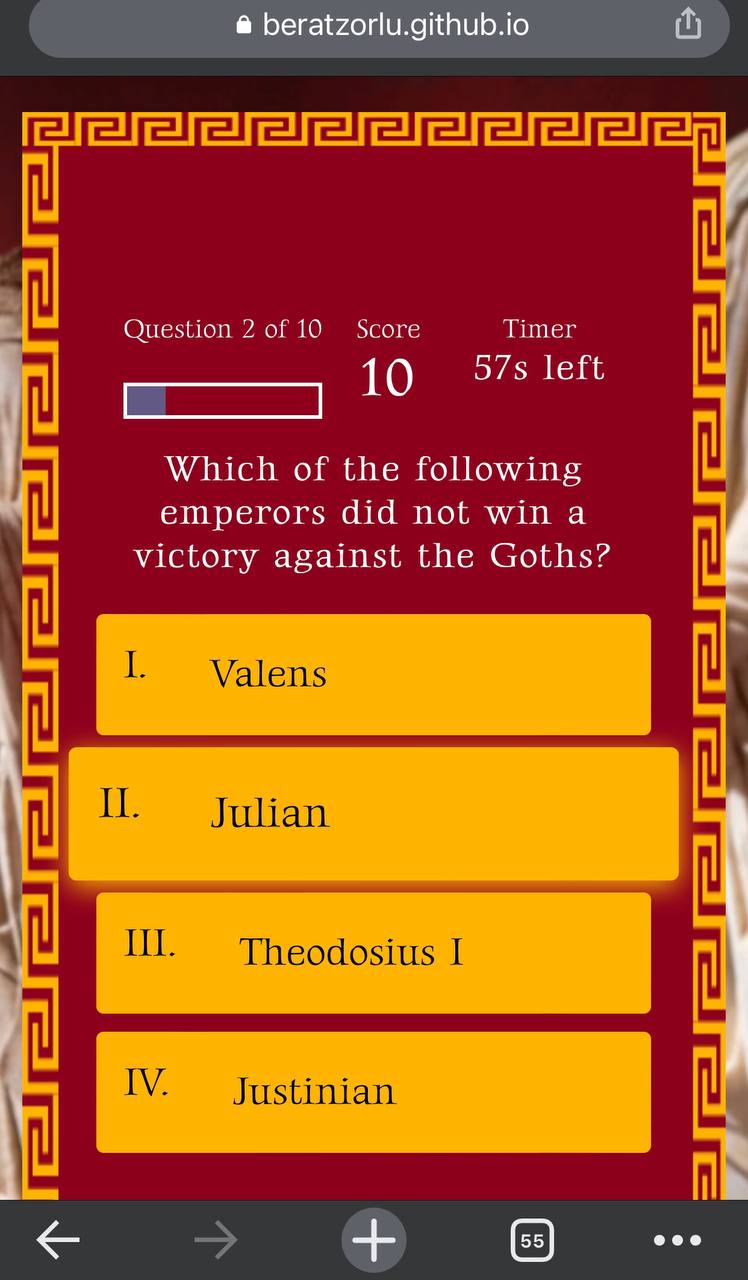 beratzorlu.github.io
Question 2 of 10
Score
Timer
10
57s left
Which of the following
emperors did not win a
victory against the Goths?
I. Valens
II. Julian
III. Theodosius I
IV. Justinian
55